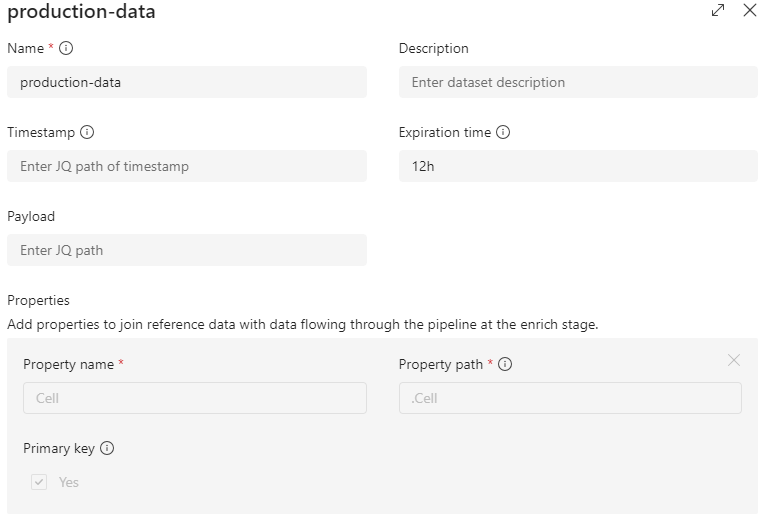 production-data
Name * Description
production-data Enter dataset description
Timestamp Expiration time
Enter JQ path of timestamp 12h
Payload
Enter JQ path
Properties
Add properties to join reference data with data flowing through the pipeline at the enrich stage.
Property name * Property path *
Cell .Cell
Primary key
Yes